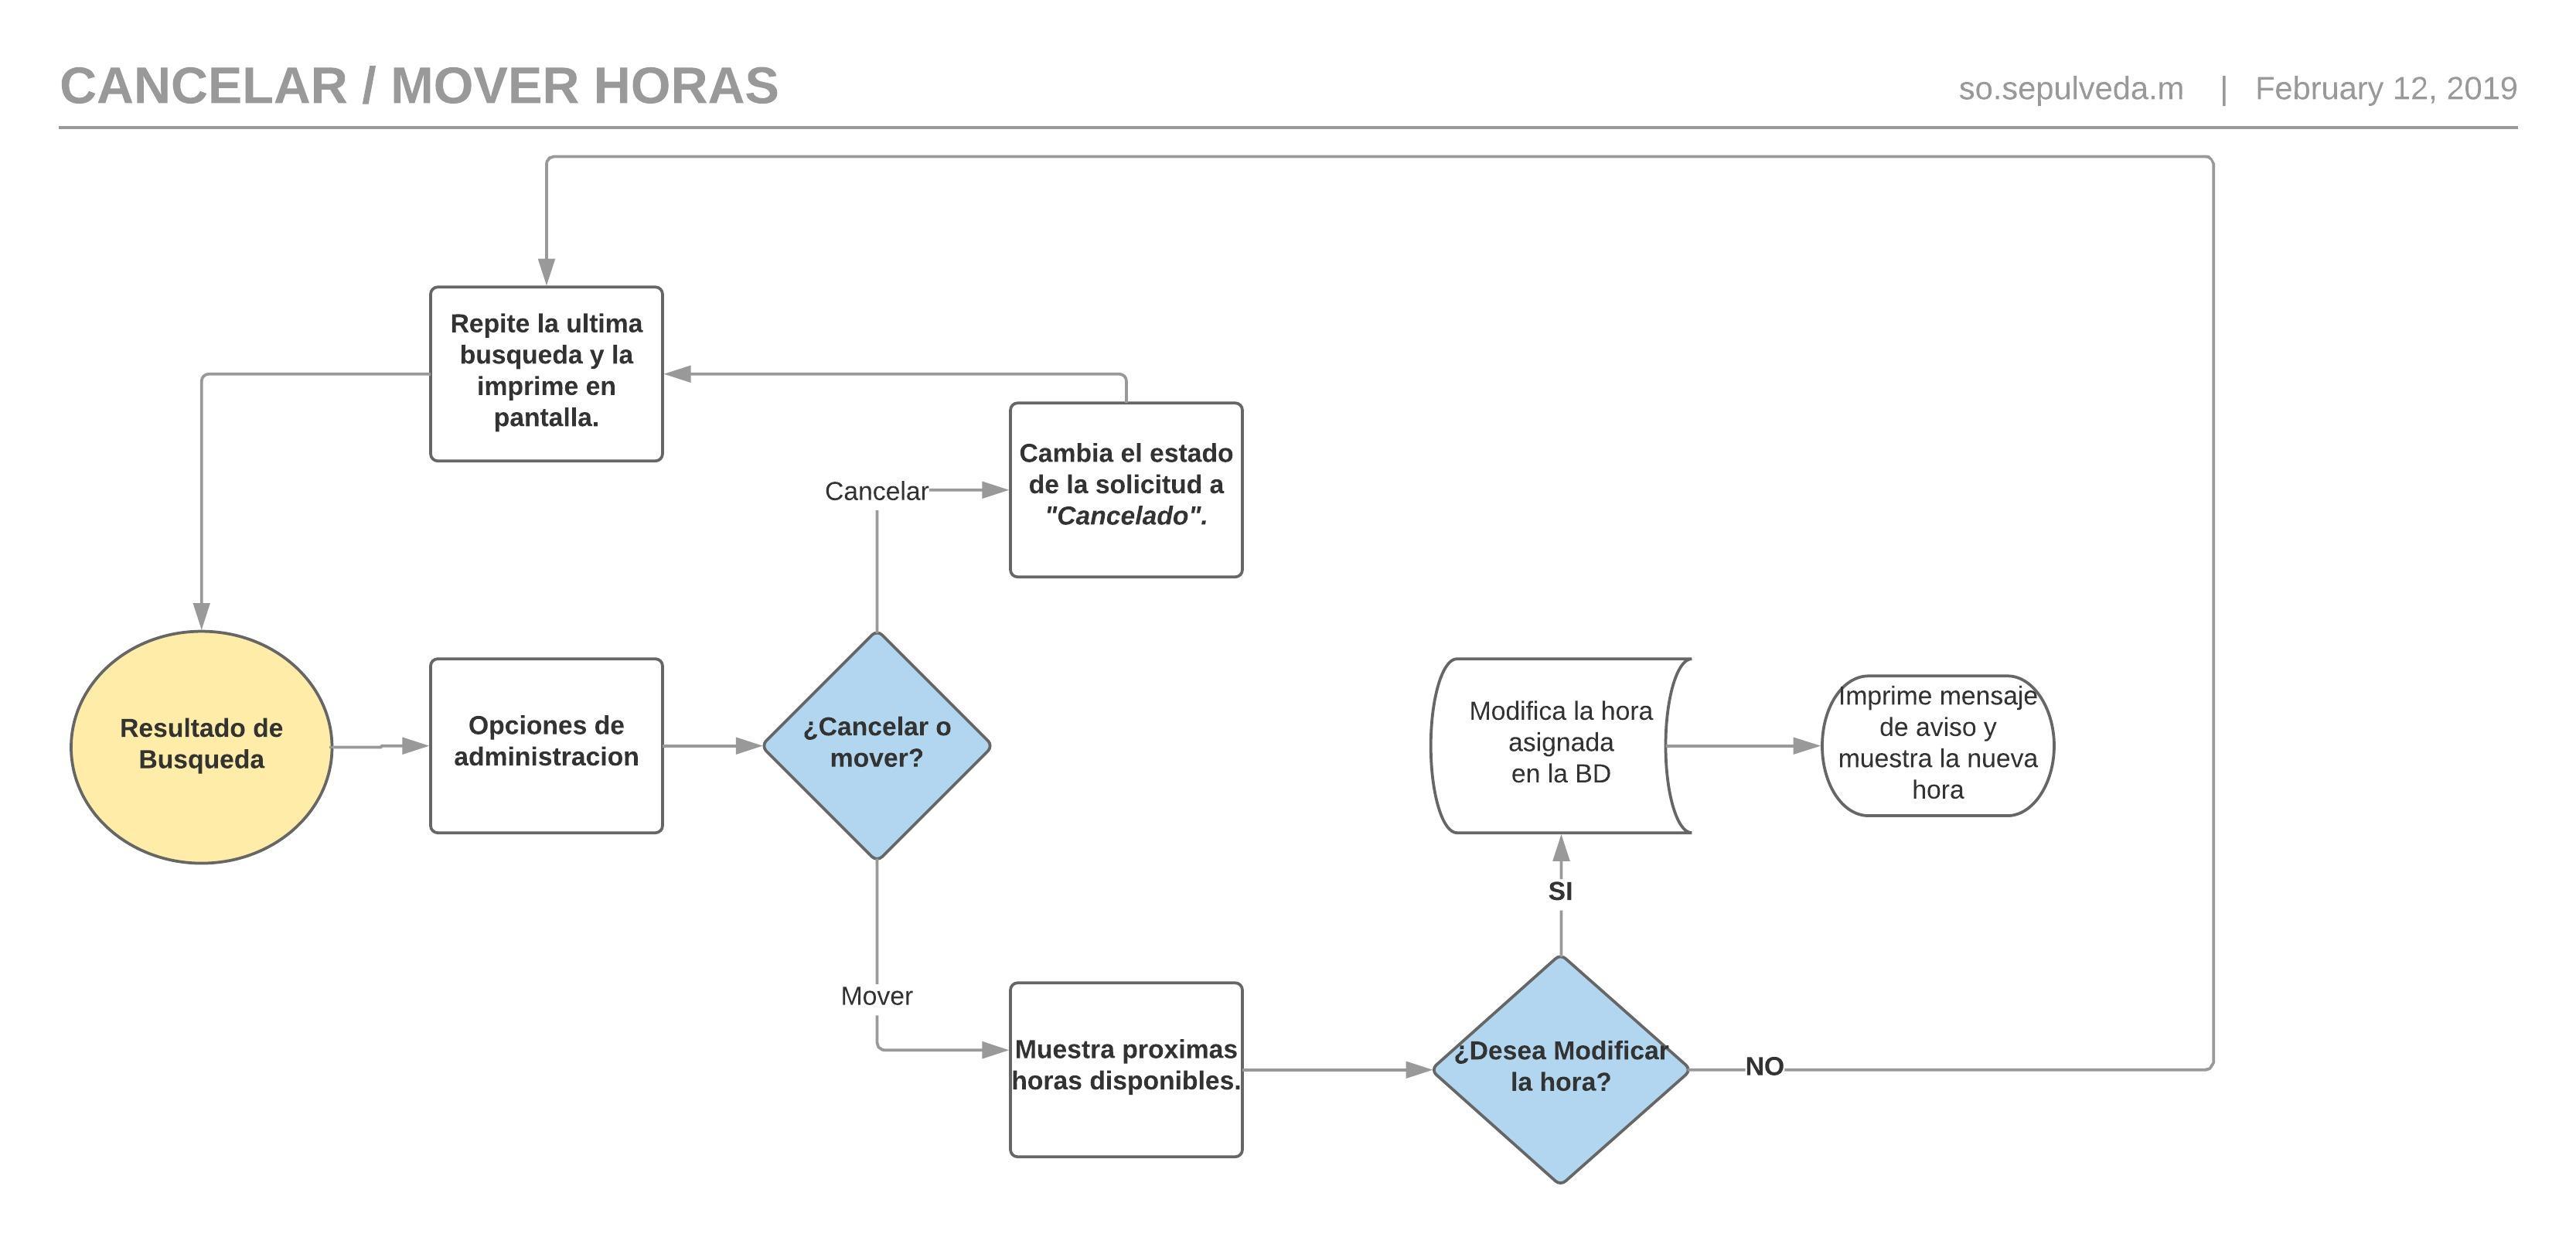 CANCELAR / MOVER HORAS
so.sepulveda.m | February 12, 2019
Repite la ultima
busqueda y la
imprime en
pantalla.
Cancelar
Cambia el estado
de la solicitud a
"Cancelado".
Resultado de
Busqueda
Opciones de
administracion
¿Cancelar o
mover?
Modifica la hora
asignada
en la BD
Imprime mensaje
de aviso y
muestra la nueva
hora
SI
Mover
Muestra proximas
horas disponibles.
¿Desea Modificar
la hora?
NO